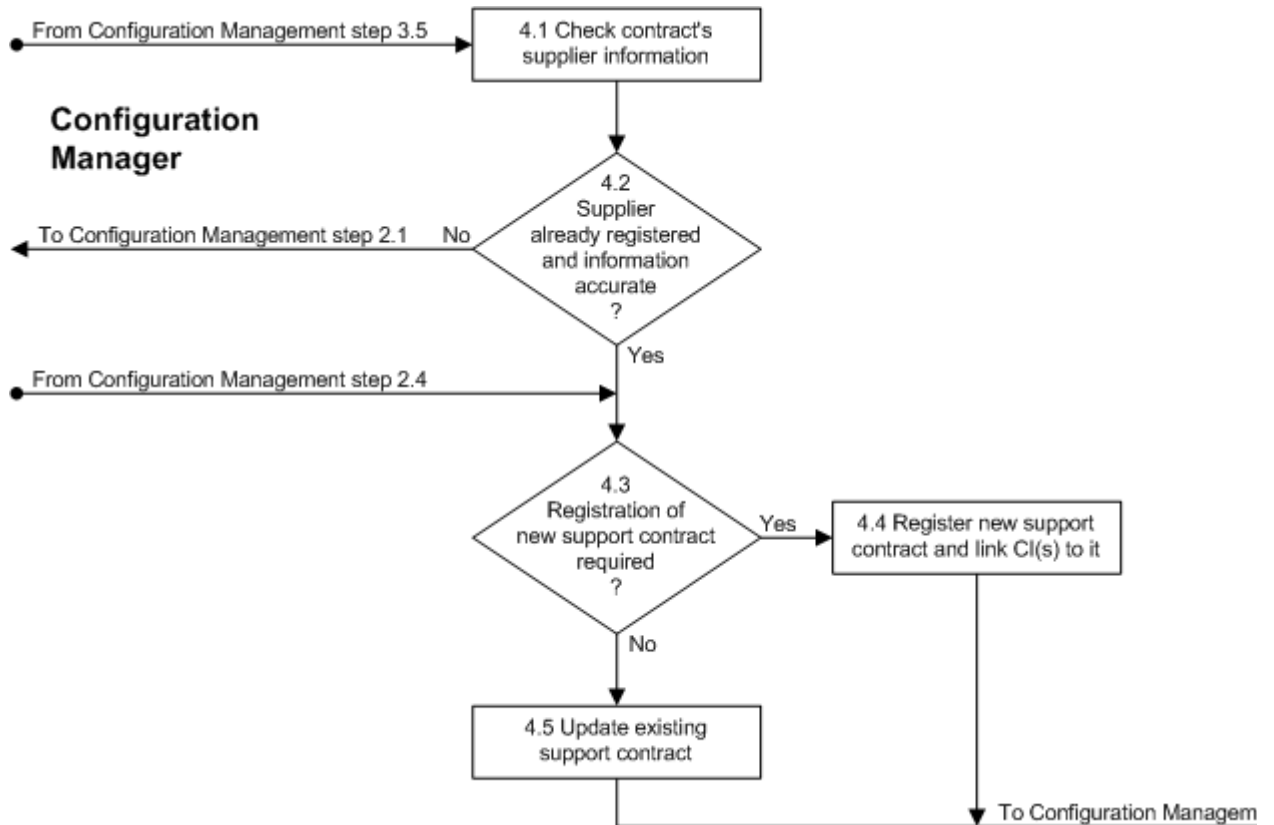 From Configuration Management step 3.5
4.1 Check contract's
supplier information
Configuration
Manager
4.2
Supplier
already registered
and information
accurate
?
To Configuration Management step 2.1
No
Yes
From Configuration Management step 2.4
4.3
Registration of
new support contract
required
?
Yes
4.4 Register new support
contract and link CI(s) to it
No
4.5 Update existing
support contract
To Configuration Managem